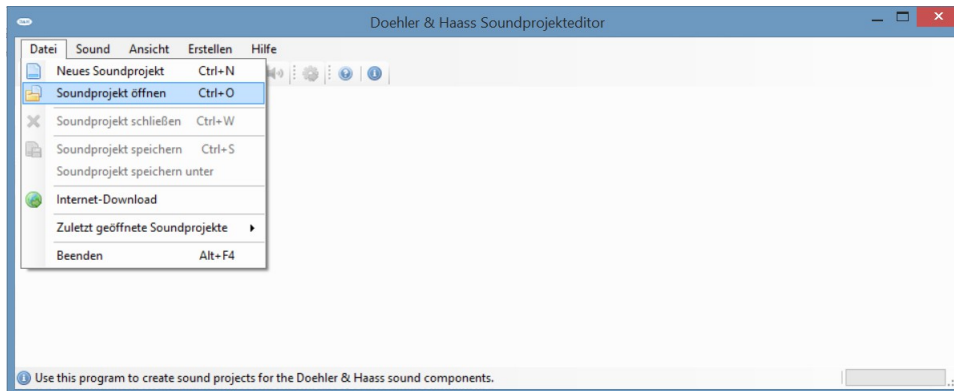 Doehler & Haass Soundprojekteditor
Datei Sound Ansicht Erstellen Hilfe
Neues Soundprojekt Ctrl+N
Soundprojekt öffnen Ctrl+O
Soundprojekt schließen Ctrl+W
Soundprojekt speichern Ctrl+S
Soundprojekt speichern unter
Internet-Download
Zuletzt geöffnete Soundprojekte
Beenden Alt+F4
Use this program to create sound projects for the Doehler & Haass sound components.